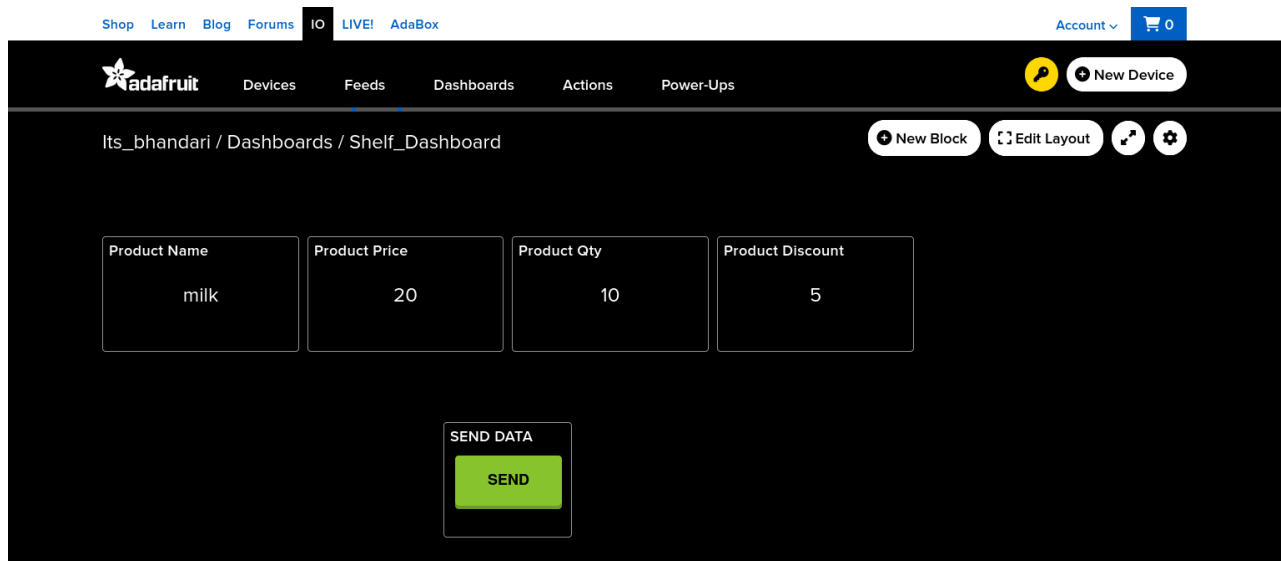 Shop Learn Blog Forums IO LIVE! AdaBox Account 0
adafruit Devices Feeds Dashboards Actions Power-Ups New Device
Its_bhandari / Dashboards / Shelf_Dashboard New Block Edit Layout
Product Name Product Price Product Qty Product Discount
milk 20 10 5
SEND DATA
SEND